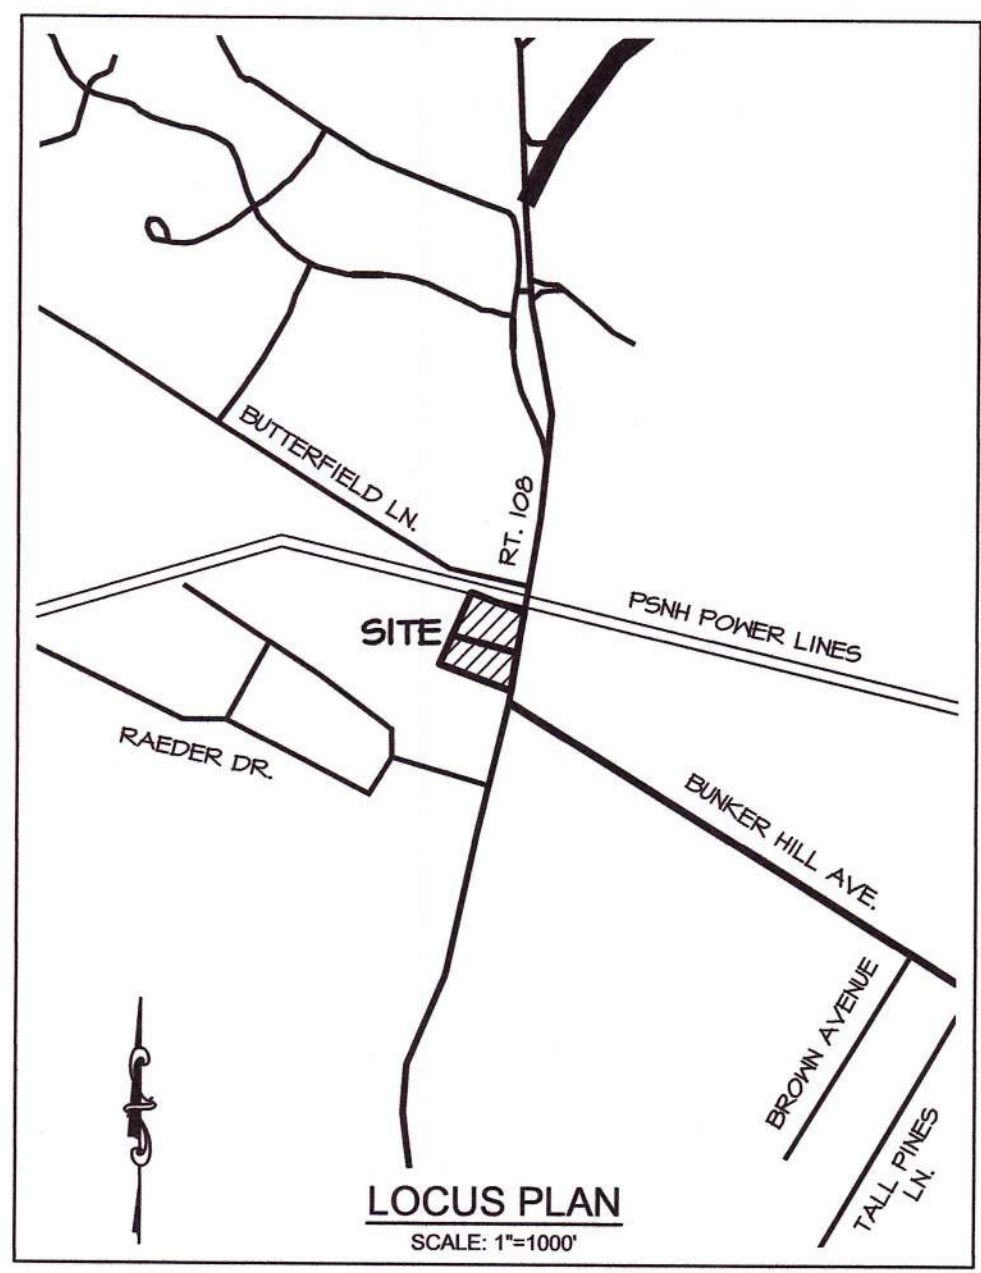 BUTTERFIELD LN.
RT. 108
PSNH POWER LINES
SITE
RAEDER DR.
BUNKER HILL AVE.
BROWN AVENUE
TALL PINES
LN.
LOCUS PLAN
SCALE: 1"=1000'